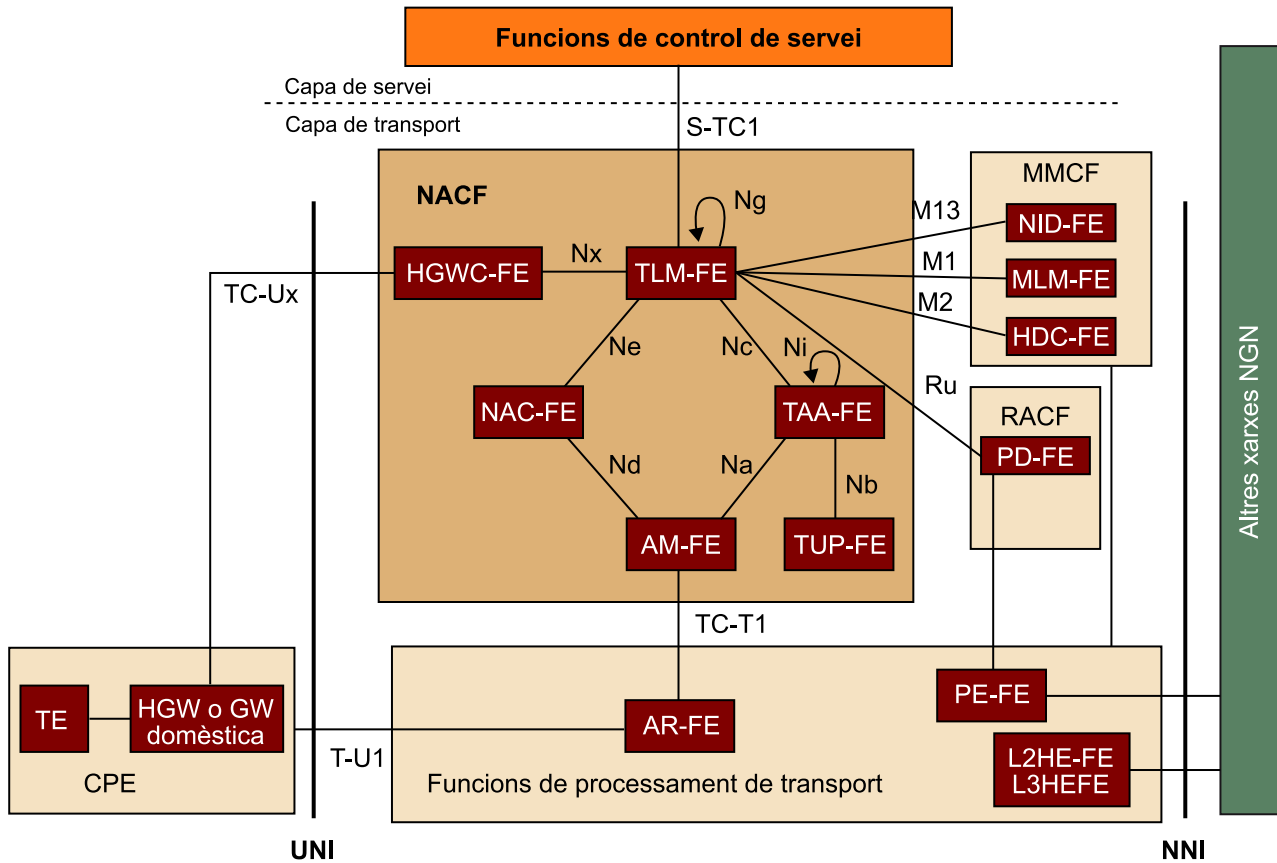 Funcions de control de servei
Capa de servei
Capa de transport
S-TC1
NACF
Ng
MMCF
M13
NID-FE
HGWC-FE
Nx
TLM-FE
M1
MLM-FE
TC-Ux
M2
HDC-FE
Ne
Nc
Ni
Ru
NAC-FE
TAA-FE
RACF
PD-FE
Nd
Na
Nb
AM-FE
TUP-FE
Altres xarxes NGN
TC-T1
TE
HGW o GW
domèstica
CPE
T-U1
AR-FE
PE-FE
L2HE-FE
L3HEFE
Funcions de processament de transport
UNI
NNI